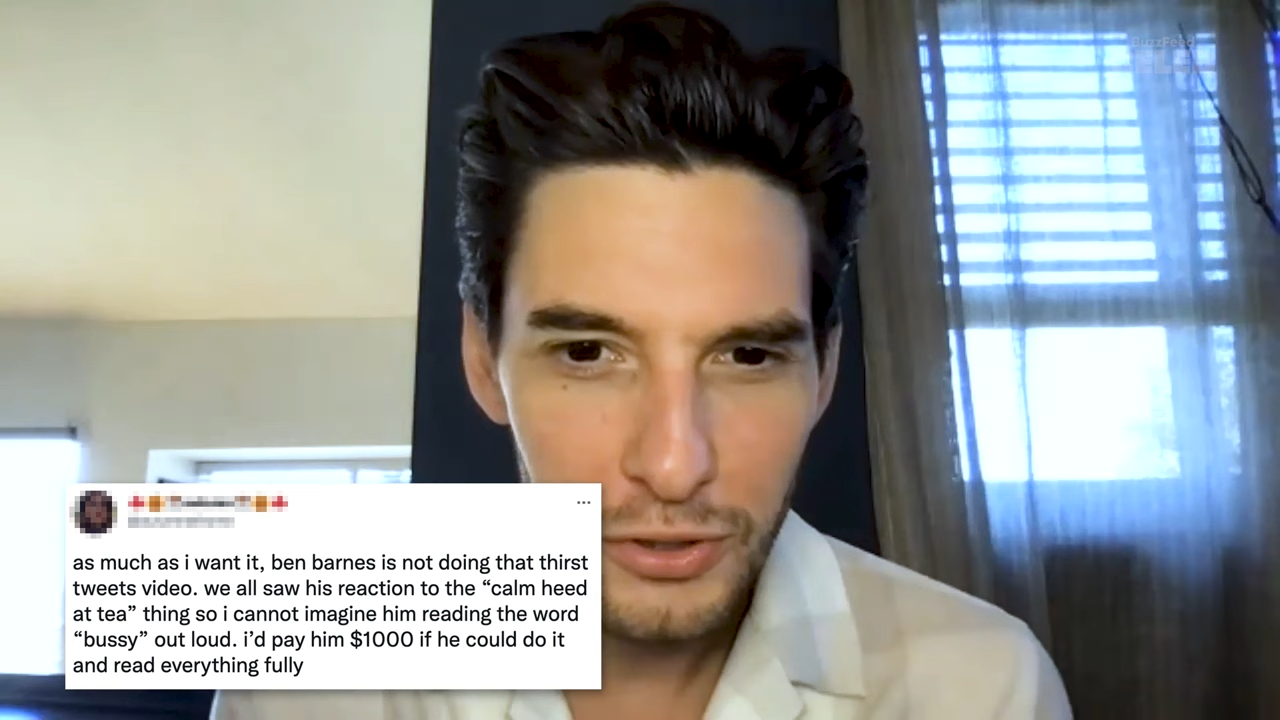 BuzzFeed
CELEB
as much as i want it, ben barnes is not doing that thirst
tweets video. we all saw his reaction to the “calm heed
at tea” thing so i cannot imagine him reading the word
“bussy” out loud. i’d pay him $1000 if he could do it
and read everything fully